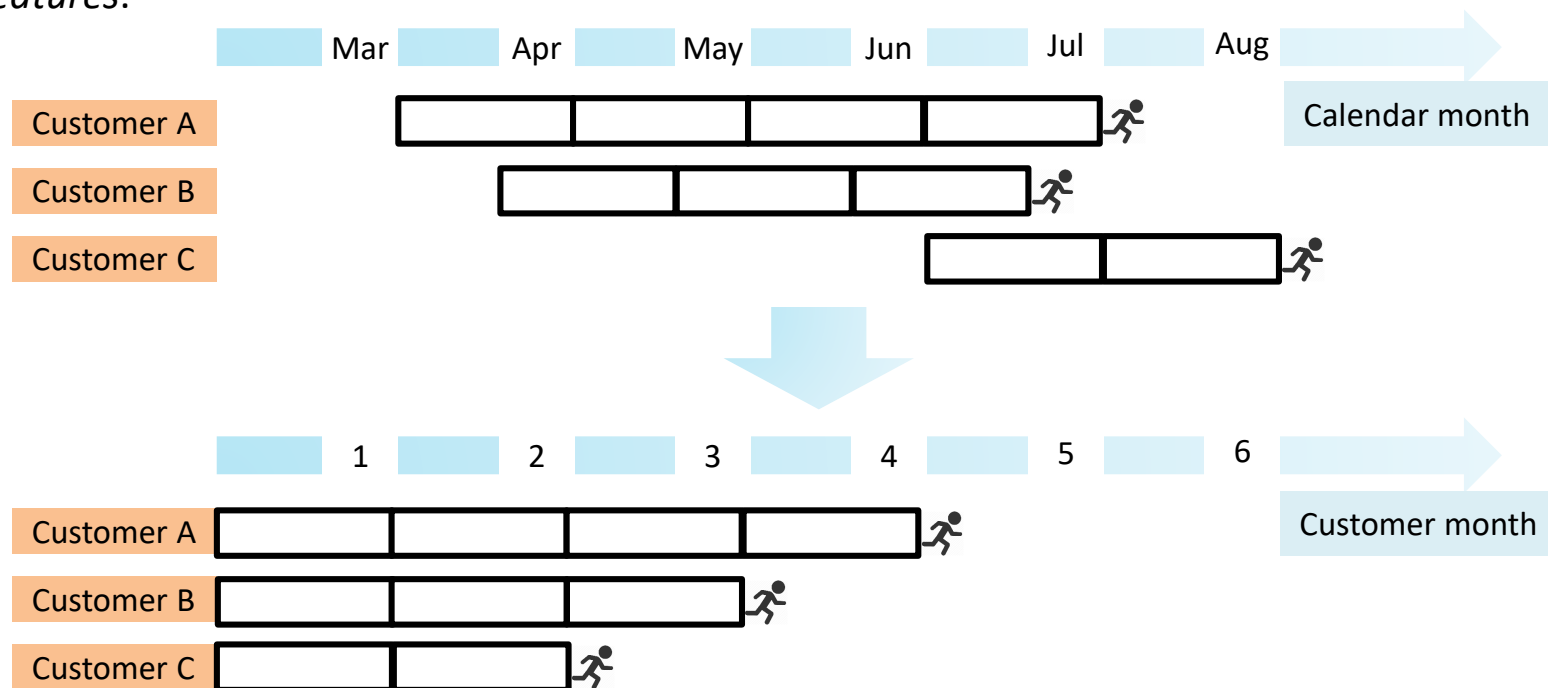 Mar Apr May Jun Jul Aug
Calendar month
Customer A
Customer B
Customer C
1 2 3 4 5 6
Customer month
Customer A
Customer B
Customer C